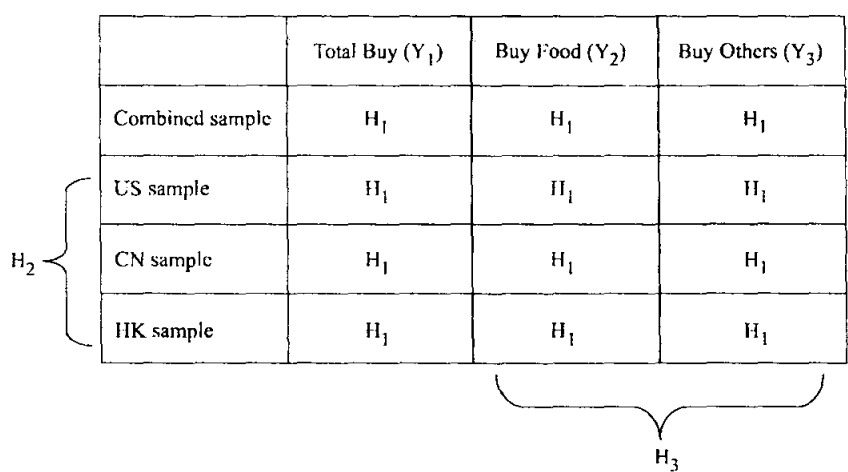 Total Buy (Y1) Buy Food (Y2) Buy Others (Y3)
Combined sample H1 H1 H1
US sample H1 H1 H1
CN sample H1 H1 H1
HK sample H1 H1 H1
H2
H3